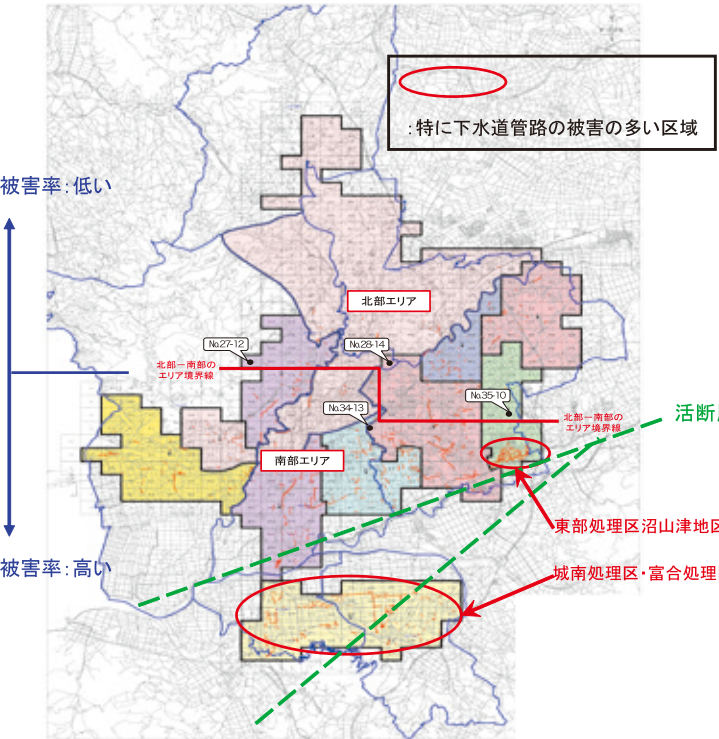 ：特に下水道管路の被害の多い区域
被害率：低い
北部エリア
No.27-12
No.28-14
北部ー南部の
エリア境界線
No.35-10
No.34-13
北部ー南部の
エリア境界線
活断
南部エリア
東部処理区沼山津地区
被害率：高い
城南処理区・富合処理